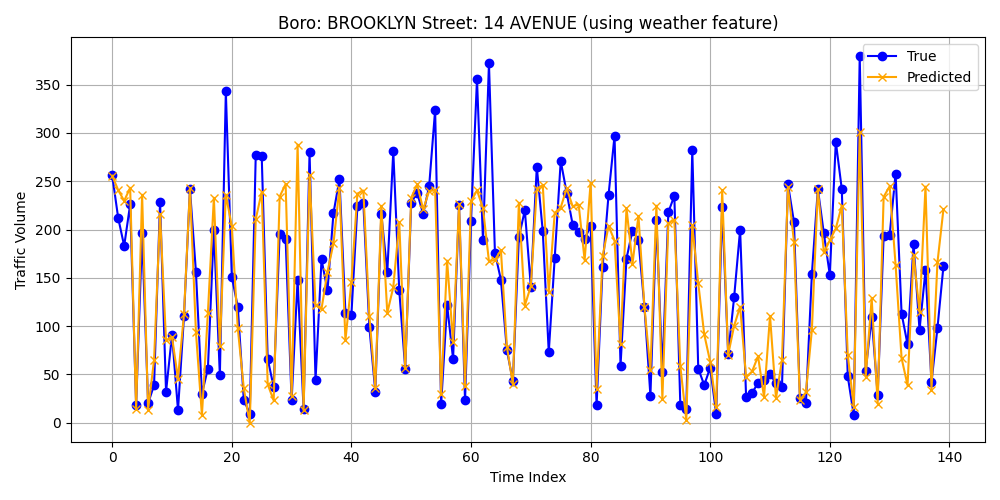 Boro: BROOKLYN Street: 14 AVENUE (using weather feature)
True
Predicted
Traffic Volume
350
300
250
200
150
100
50
0
0 20 40 60 80 100 120 140
Time Index